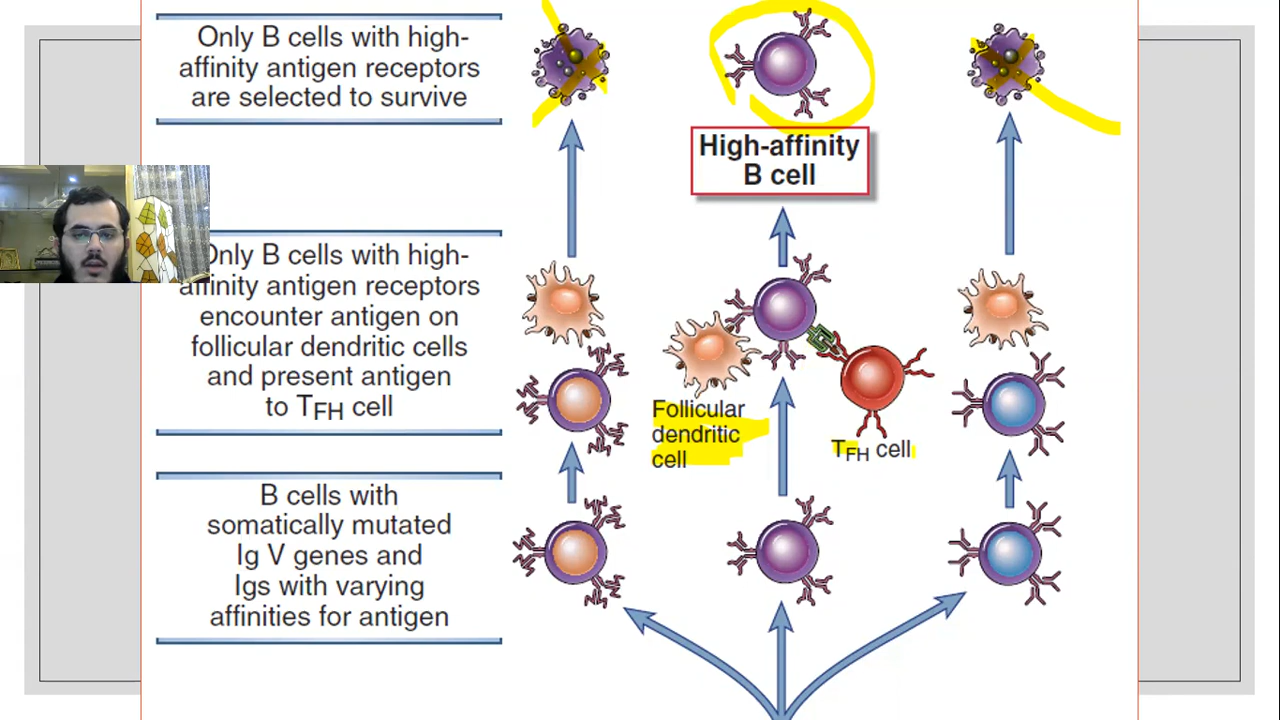 Only B cells with high-
affinity antigen receptors
are selected to survive
High-affinity
B cell
Only B cells with high-
affinity antigen receptors
encounter antigen on
follicular dendritic cells
and present antigen
to TFH cell
Follicular
dendritic
cell
TFH cell
B cells with
somatically mutated
Ig V genes and
Igs with varying
affinities for antigen